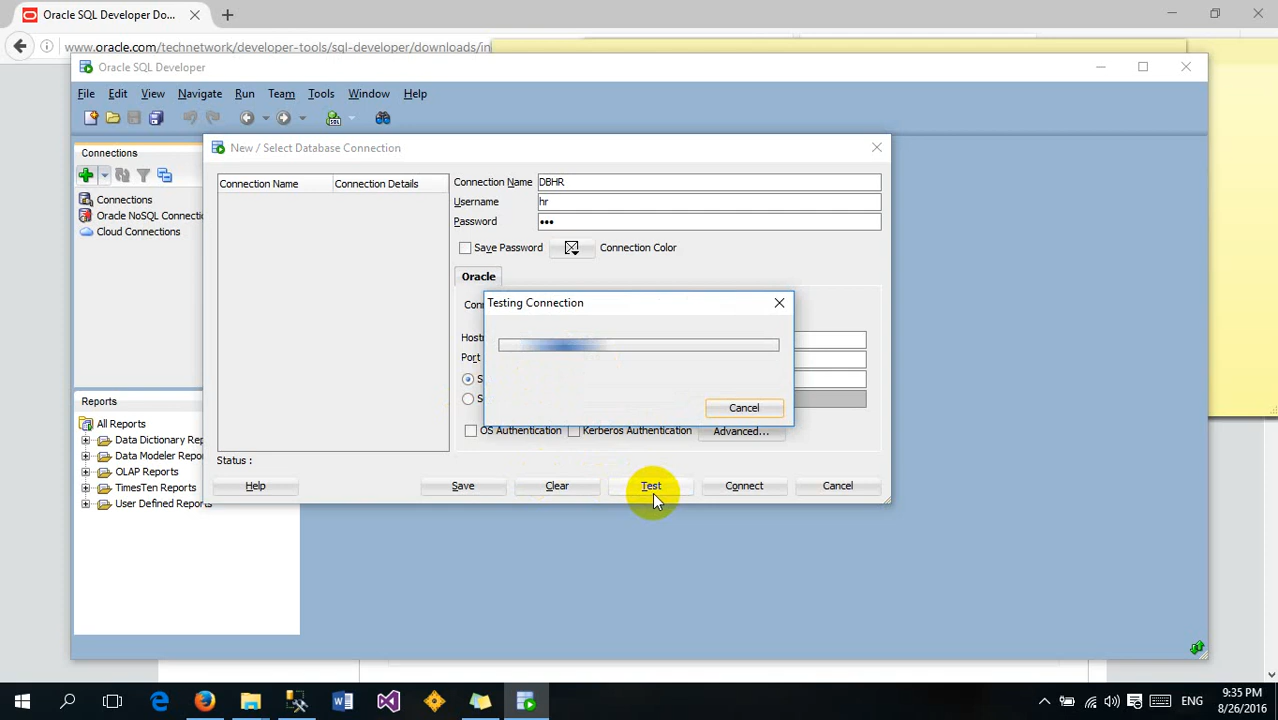 Oracle SQL Developer Do...
www.oracle.com/technetwork/developer-tools/sql-developer/downloads/in
Oracle SQL Developer
File Edit View Navigate Run Team Tools Window Help
SQL
Connections
Connections
Oracle NoSQL Connectio
Cloud Connections
Reports
All Reports
Data Dictionary Rep
Data Modeler Repor
OLAP Reports
TimesTen Reports
User Defined Reports
New / Select Database Connection
Connection Name Connection Details
Connection Name DBHR
Username hr
Password •••
Save Password Connection Color
Oracle
Testing Connection
Cancel
Port
OS Authentication Kerberos Authentication Advanced...
Status :
Help Save Clear Test Connect Cancel
ENG
9:35 PM
8/26/2016